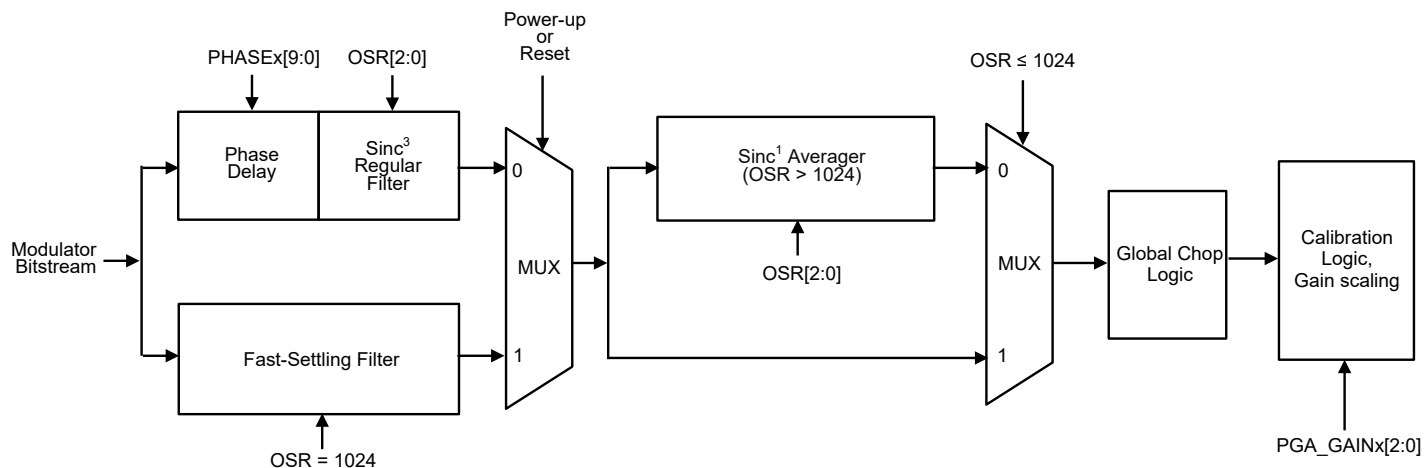 Power-up
or
Reset
PHASEx[9:0]
OSR[2:0]
OSR ≤ 1024
Phase
Delay
Sinc³
Regular
Filter
0
Sinc¹ Averager
(OSR > 1024)
0
Modulator
Bitstream
MUX
OSR[2:0]
MUX
Global Chop
Logic
Calibration
Logic,
Gain scaling
Fast-Settling Filter
1
1
OSR = 1024
PGA_GAINx[2:0]